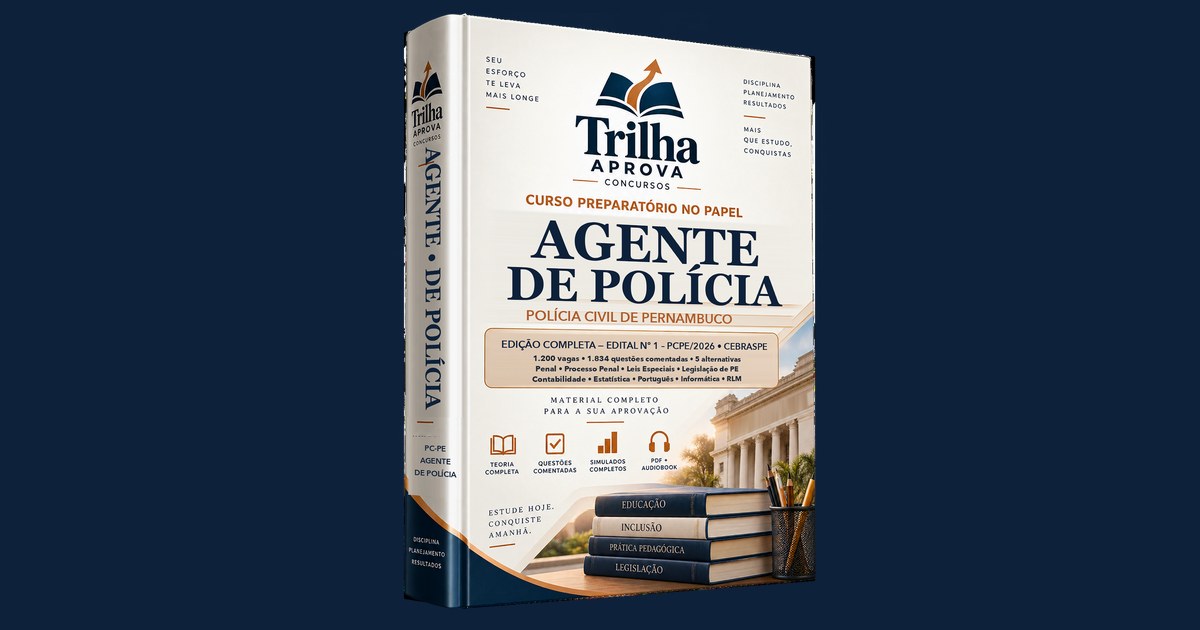 Trilha
APROVA
CONCURSOS
AGENTE • DE POLÍCIA
PC-PE
AGENTE
DE POLÍCIA
DISCIPLINA
PLANEJAMENTO
RESULTADOS
SEU
ESFORÇO
TE LEVA
MAIS LONGE
Trilha
APROVA
CONCURSOS
DISCIPLINA
PLANEJAMENTO
RESULTADOS
MAIS
QUE ESTUDO,
CONQUISTAS
CURSO PREPARATÓRIO NO PAPEL
AGENTE
DE POLÍCIA
POLÍCIA CIVIL DE PERNAMBUCO
EDIÇÃO COMPLETA – EDITAL Nº 1 - PCPE/2026 • CEBRASPE
1.200 vagas • 1.834 questões comentadas • 5 alternativas
Penal • Processo Penal • Leis Especiais • Legislação de PE
Contabilidade • Estatística • Português • Informática • RLM
MATERIAL COMPLETO
PARA A SUA APROVAÇÃO
TEORIA
COMPLETA
QUESTÕES
COMENTADAS
SIMULADOS
COMPLETOS
PDF +
AUDIOBOOK
ESTUDE HOJE.
CONQUISTE
AMANHÃ.
EDUCAÇÃO
INCLUSÃO
PRÁTICA PEDAGÓGICA
LEGISLAÇÃO